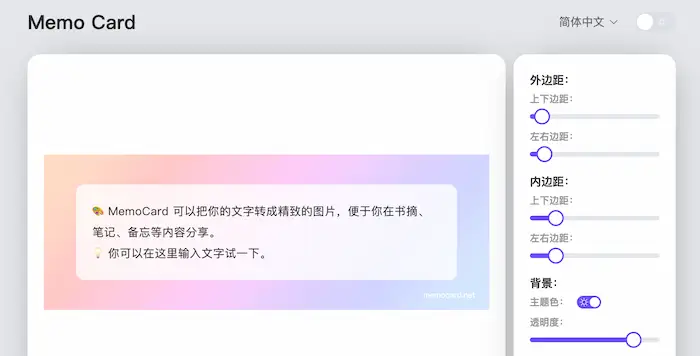 Memo Card
简体中文
🎨 MemoCard 可以把你的文字转成精致的图片，便于你在书摘、
笔记、备忘等内容分享。
💡 你可以在这里输入文字试一下。
memocard.net
外边距：
上下边距：
左右边距：
内边距：
上下边距：
左右边距：
背景：
主题色：
透明度：